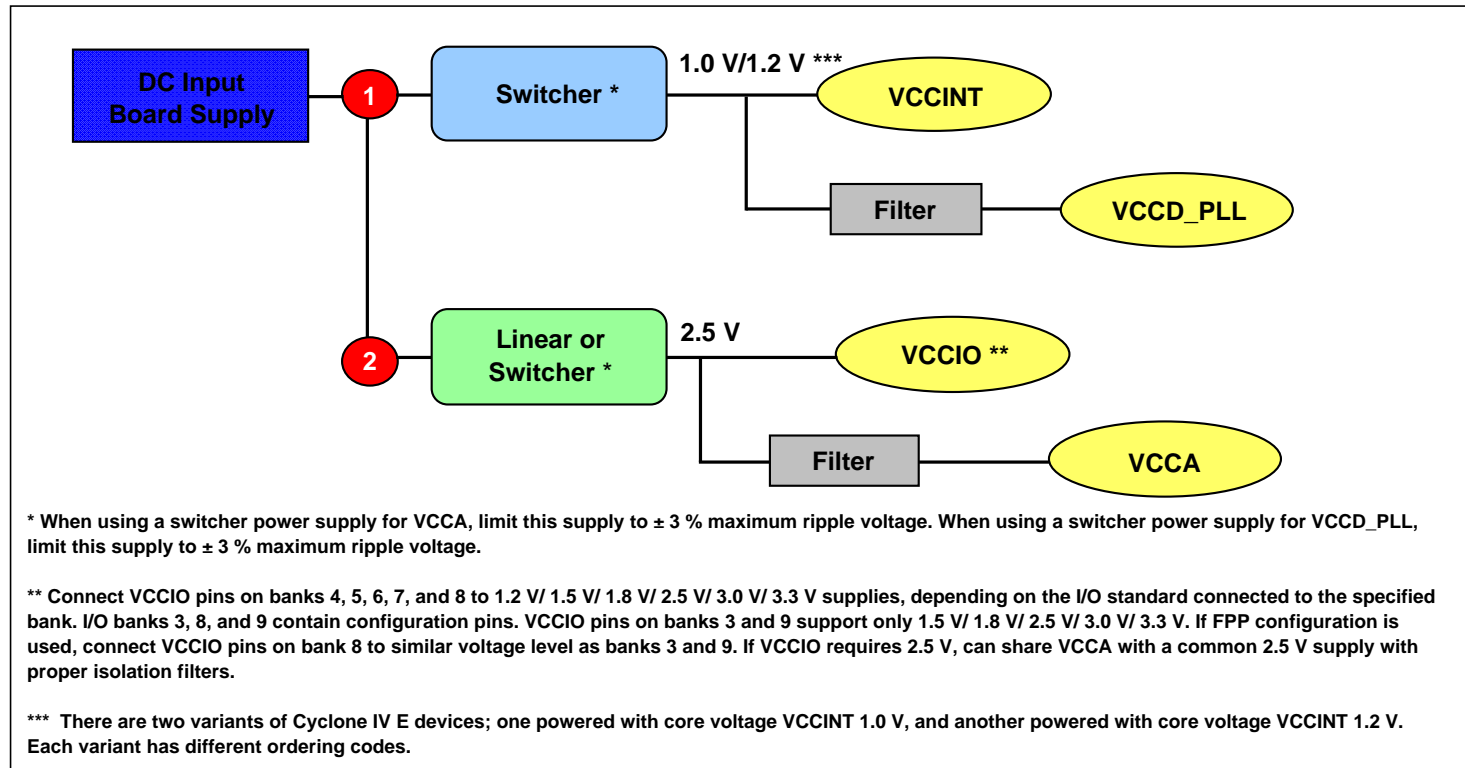 1.0 V/1.2 V ***
DC Input
Board Supply
1
Switcher *
VCCINT
Filter
VCCD_PLL
2.5 V
2
Linear or
Switcher *
VCCIO **
Filter
VCCA
* When using a switcher power supply for VCCA, limit this supply to ± 3 % maximum ripple voltage. When using a switcher power supply for VCCD_PLL,
limit this supply to ± 3 % maximum ripple voltage.
** Connect VCCIO pins on banks 4, 5, 6, 7, and 8 to 1.2 V/ 1.5 V/ 1.8 V/ 2.5 V/ 3.0 V/ 3.3 V supplies, depending on the I/O standard connected to the specified
bank. I/O banks 3, 8, and 9 contain configuration pins. VCCIO pins on banks 3 and 9 support only 1.5 V/ 1.8 V/ 2.5 V/ 3.0 V/ 3.3 V. If FPP configuration is
used, connect VCCIO pins on bank 8 to similar voltage level as banks 3 and 9. If VCCIO requires 2.5 V, can share VCCA with a common 2.5 V supply with
proper isolation filters.
*** There are two variants of Cyclone IV E devices; one powered with core voltage VCCINT 1.0 V, and another powered with core voltage VCCINT 1.2 V.
Each variant has different ordering codes.